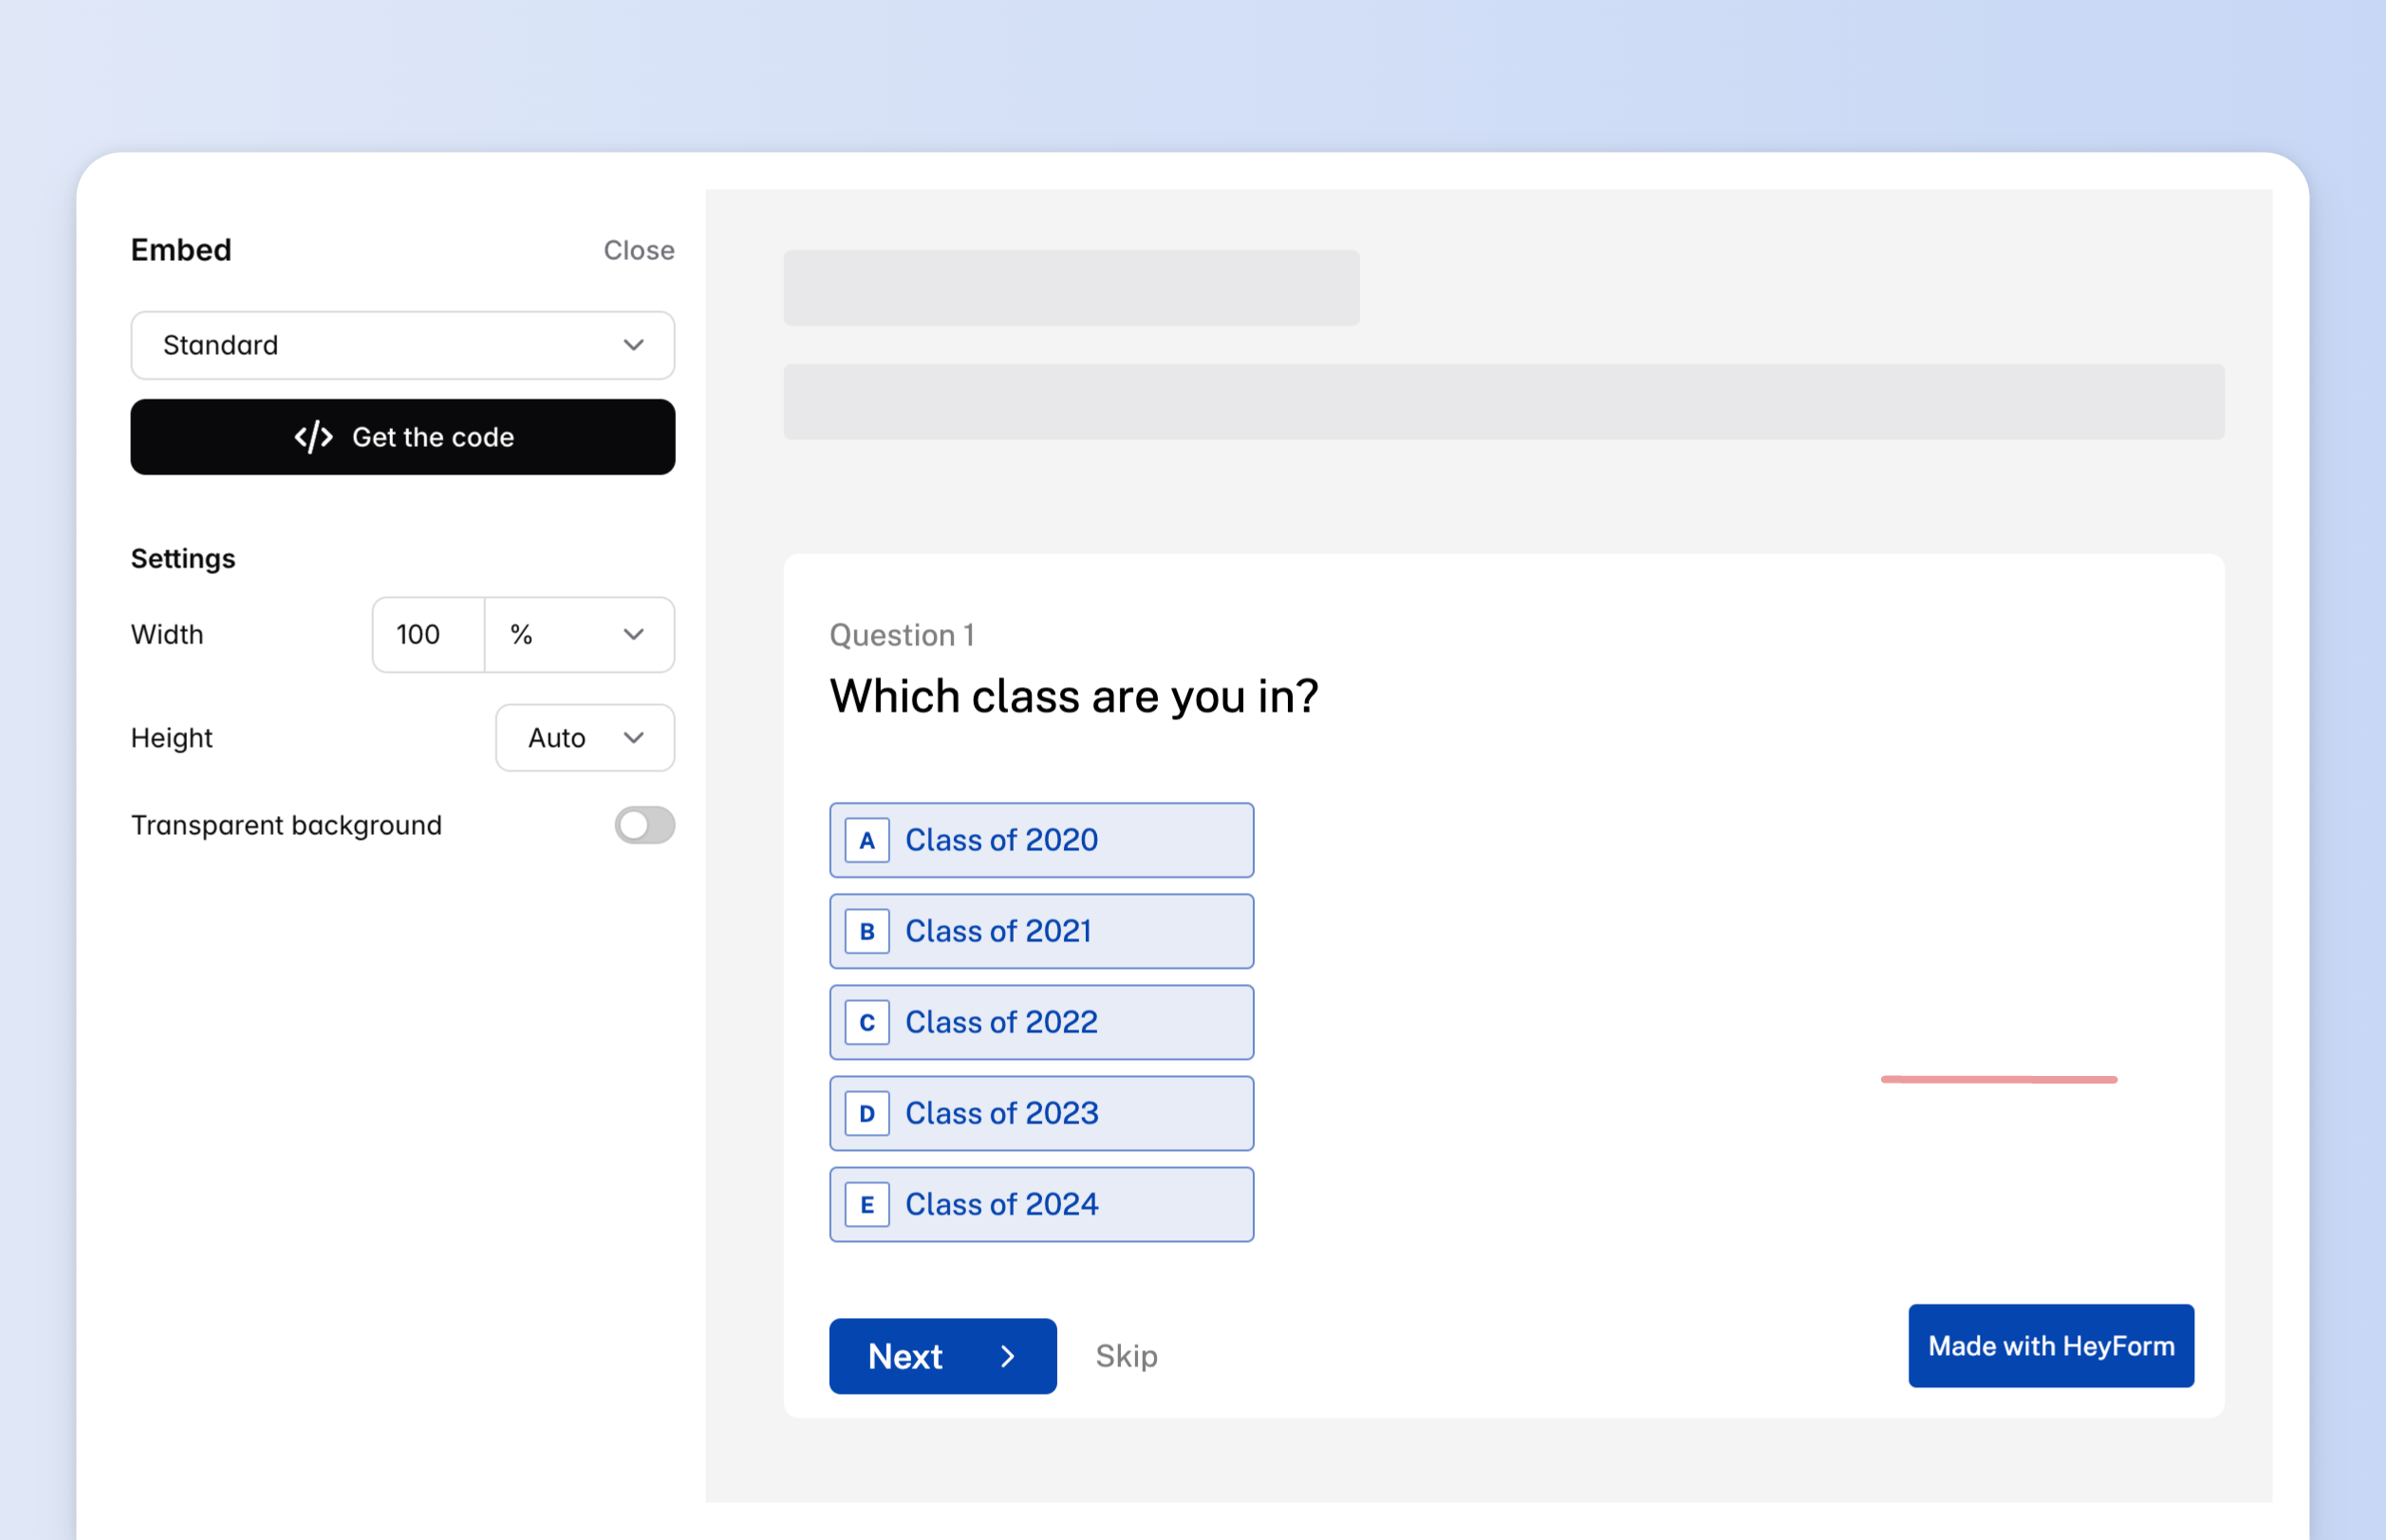 Embed
Close
Standard
</> Get the code
Settings
Width
100
%
Height
Auto
Transparent background
Question 1
Which class are you in?
A Class of 2020
B Class of 2021
C Class of 2022
D Class of 2023
E Class of 2024
Next
Skip
Made with HeyForm